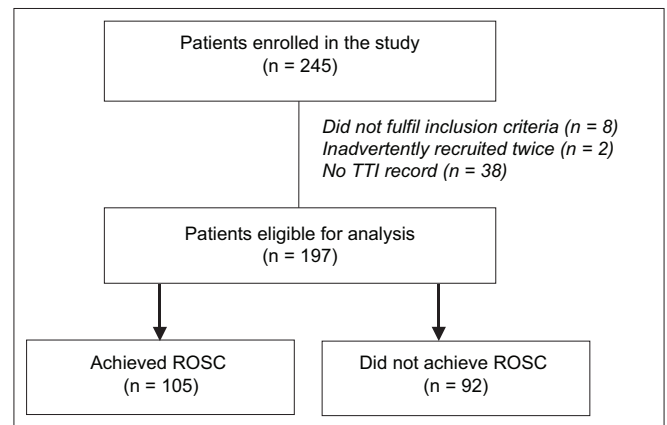 Patients enrolled in the study
(n = 245)
Did not fulfil inclusion criteria (n = 8)
Inadvertently recruited twice (n = 2)
No TTI record (n = 38)
Patients eligible for analysis
(n = 197)
Achieved ROSC
(n = 105)
Did not achieve ROSC
(n = 92)